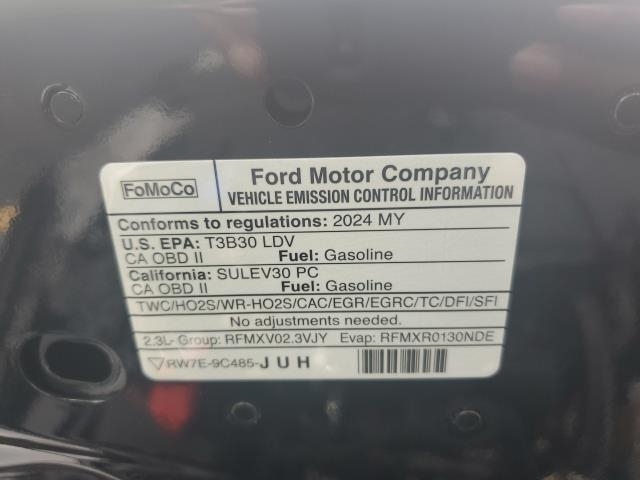 FoMoCo
Ford Motor Company
VEHICLE EMISSION CONTROL INFORMATION
Conforms to regulations: 2024 MY
U.S. EPA: T3B30 LDV
CA OBD II Fuel: Gasoline
California: SULEV30 PC
CA OBD II Fuel: Gasoline
TWC/HO2S/WR-HO2S/CAC/EGR/EGRC/TC/DFI/SFI
No adjustments needed.
2.3L- Group: RFMXV02.3VJY Evap: RFMXR0130NDE
RW7E-9C485-JUH